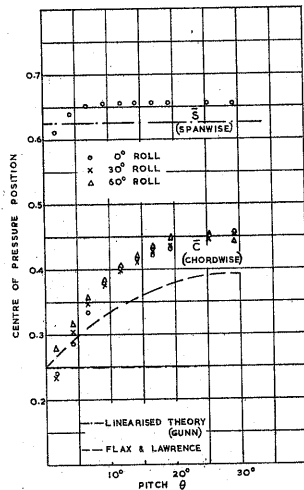 0.7
0.6
0.5
0.4
0.3
0.2
CENTRE OF PRESSURE POSITION
S̄
(SPANWISE)
o 0° ROLL
x 30° ROLL
△ 60° ROLL
C̄
(CHORDWISE)
LINEARISED THEORY
(GUNN)
FLAX & LAWRENCE
10° 20° 30°
PITCH θ